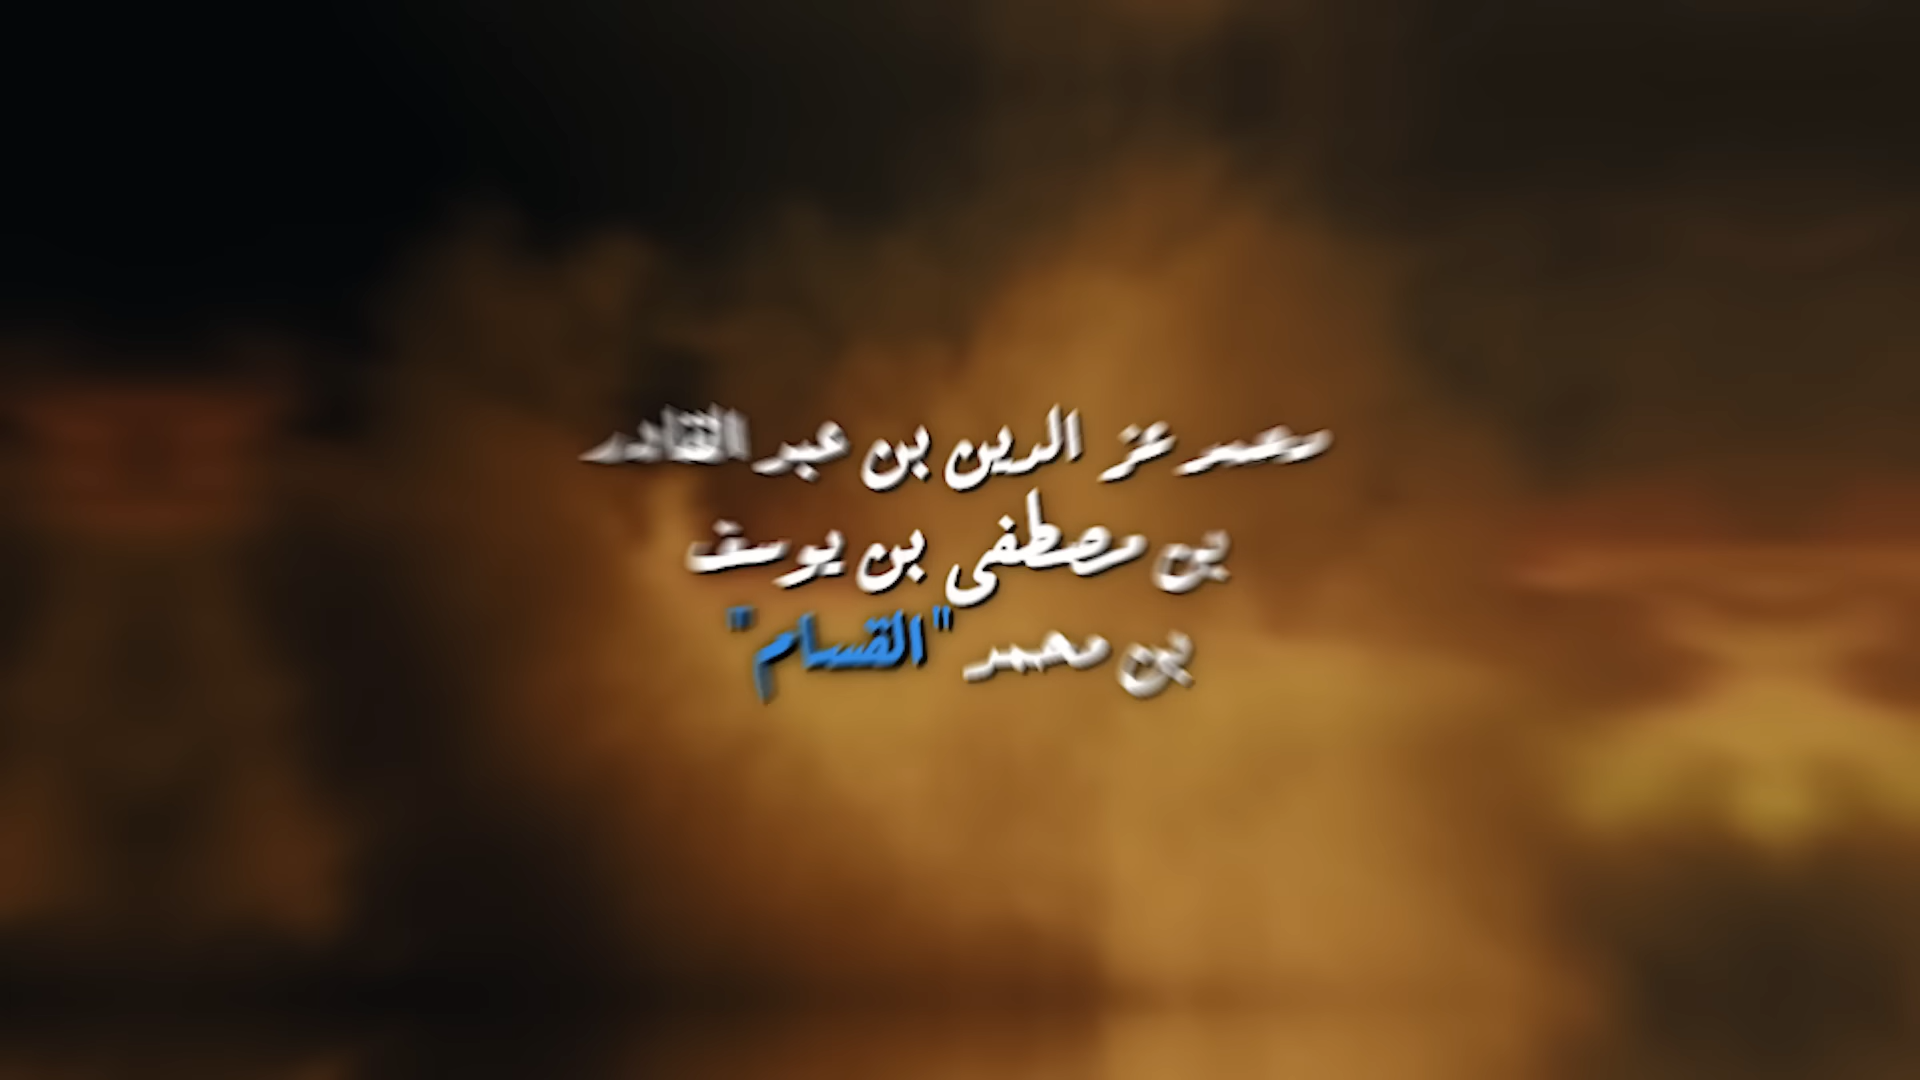 محمد عز الدين بن عبد القادر
بن مصطفى بن يوسف
بن محمد "القسام"